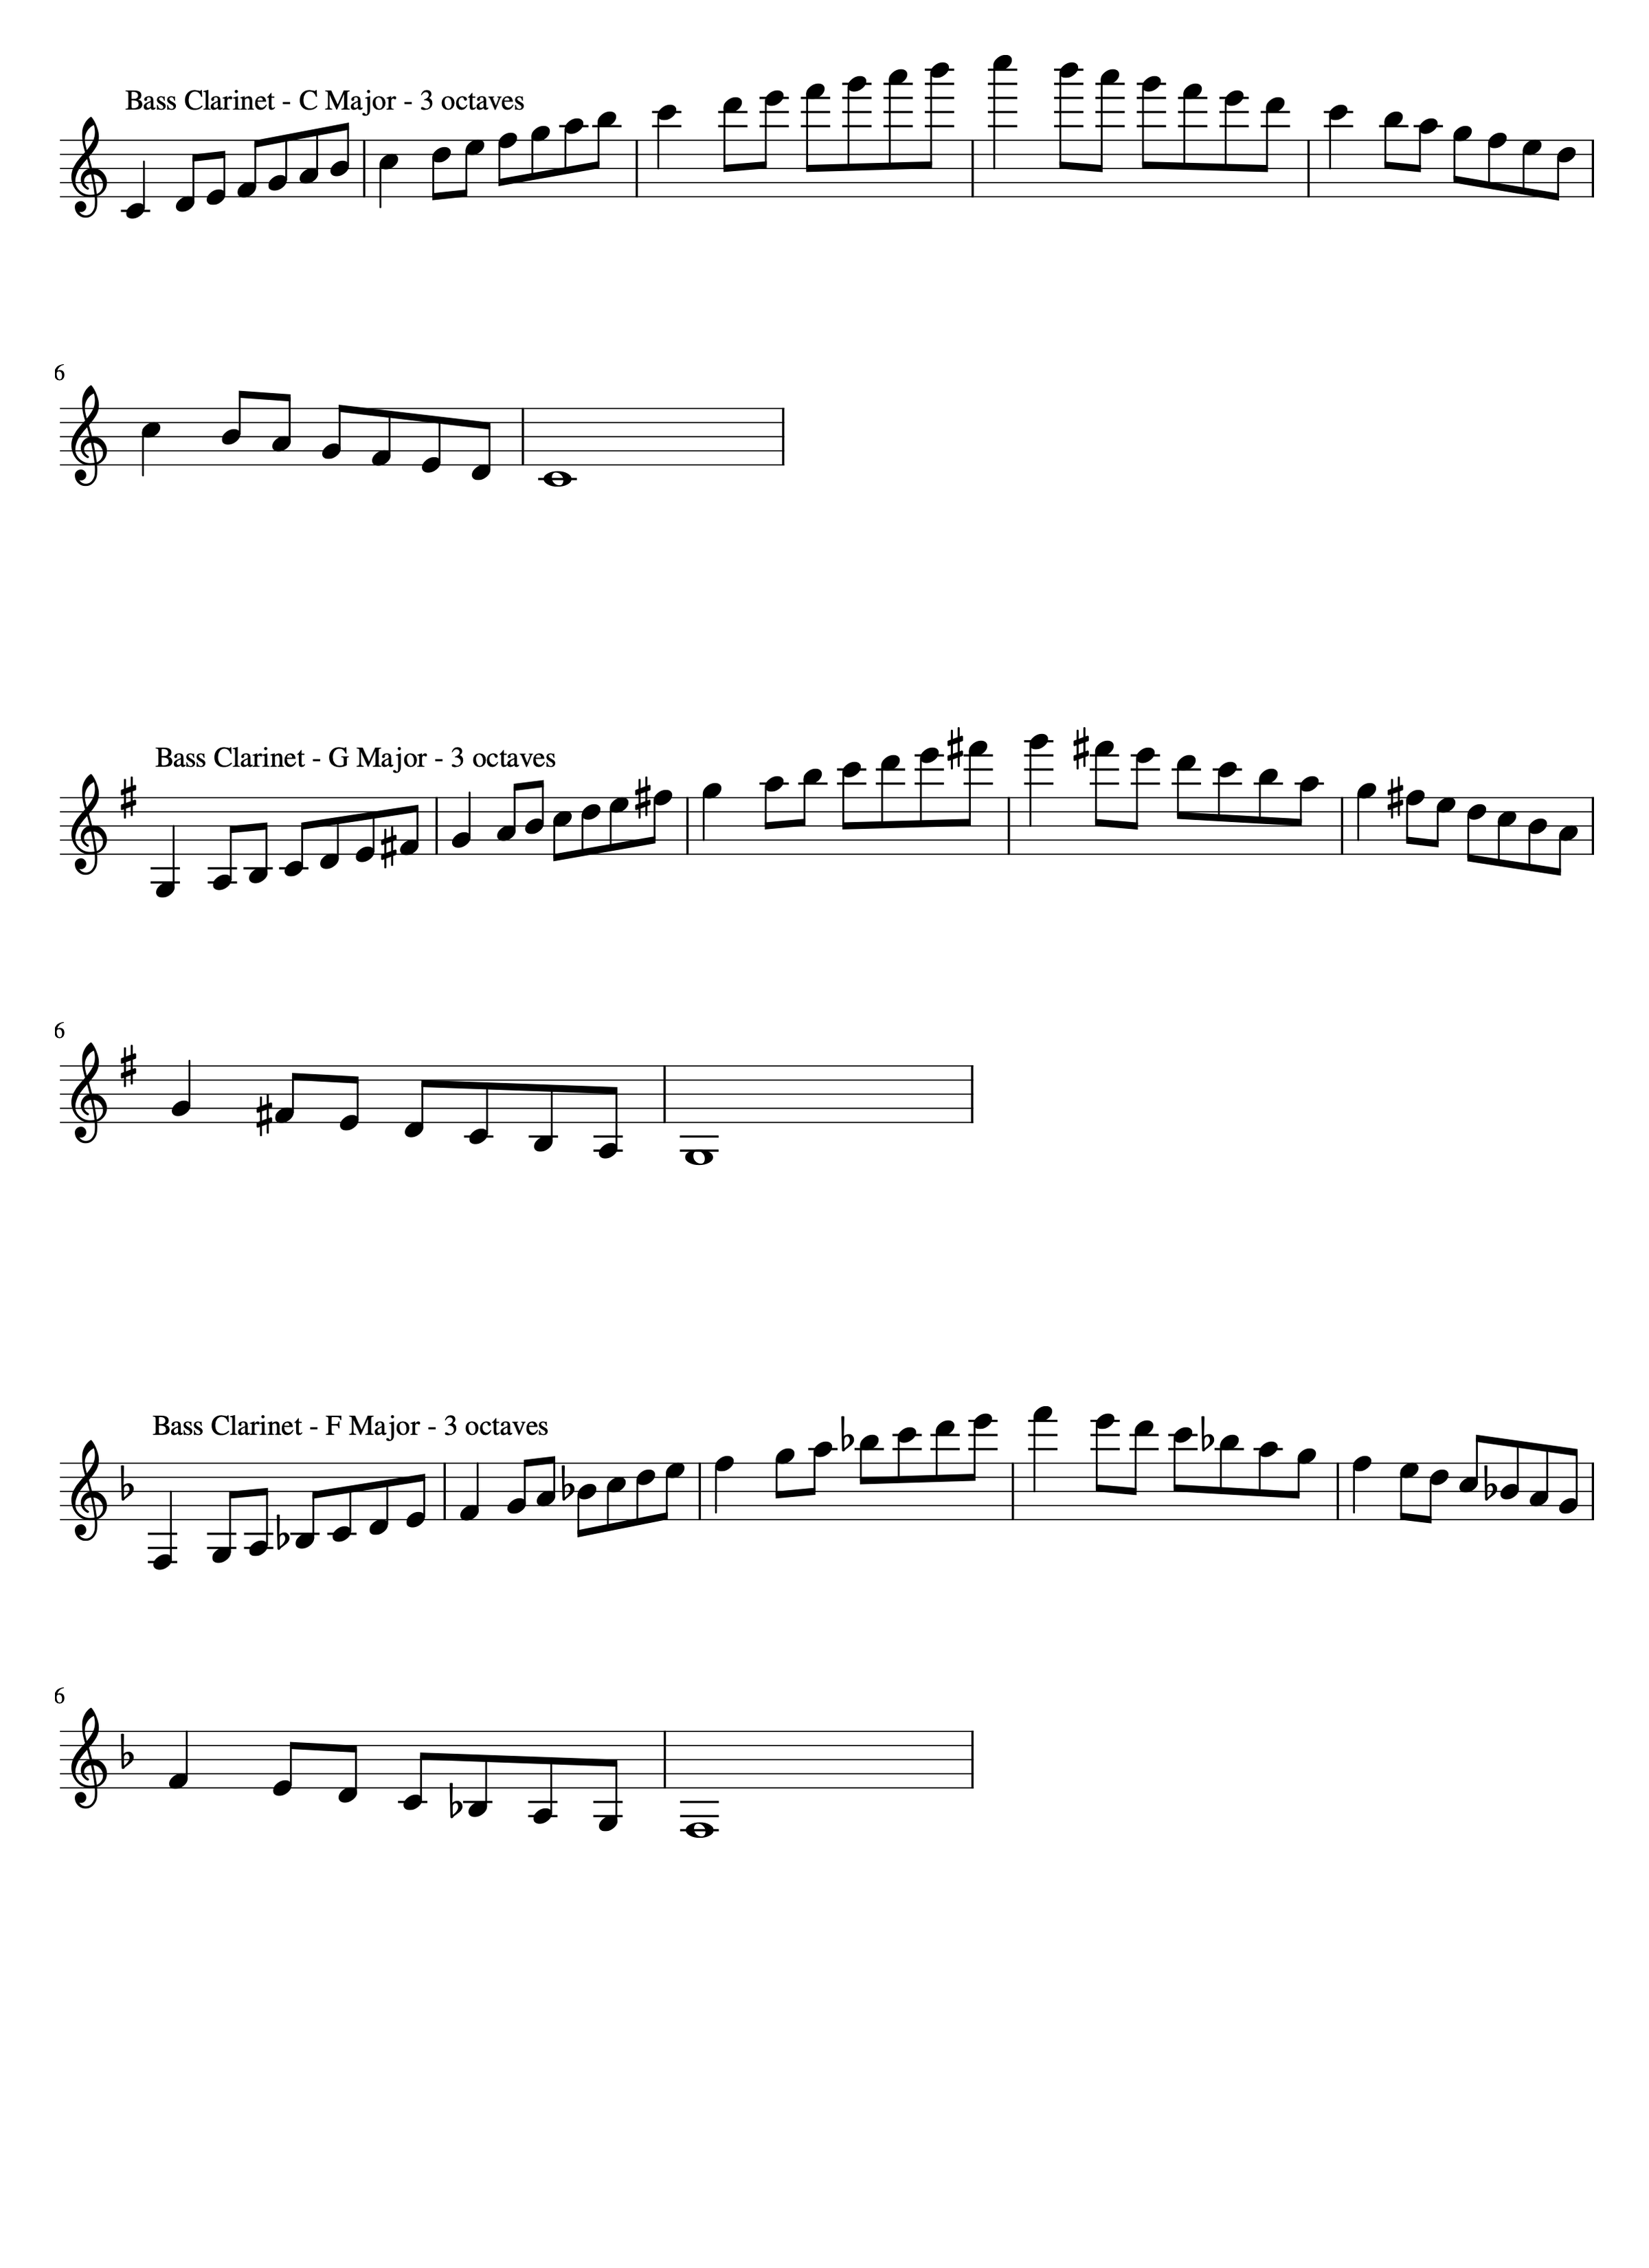 Bass Clarinet - C Major - 3 octaves
6
Bass Clarinet - G Major - 3 octaves
6
Bass Clarinet - F Major - 3 octaves
6